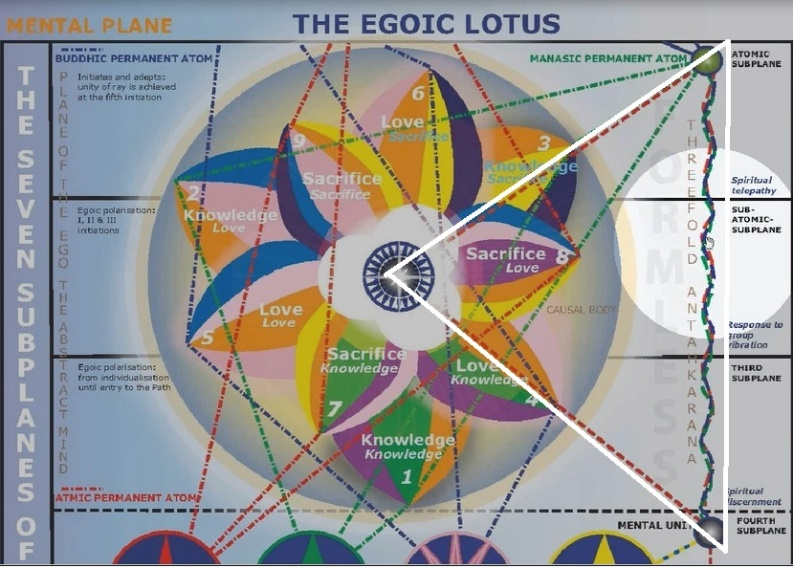 MENTAL PLANE
THE EGOIC LOTUS
THE SEVEN SUBPLANES OF
PLANE OF THE EGO THE ABSTRACT MIND
BUDDHIC PERMANENT ATOM
Initiates and adepts:
unity of ray is achieved
at the fifth initiation
Egoic polarisation:
I, II & III
initiations
Egoic polarisation:
from individualisation
until entry to the Path
ATMIC PERMANENT ATOM
MANASIC PERMANENT ATOM
6
Love
Sacrifice
9
Sacrifice
Sacrifice
3
Knowledge
Sacrifice
2
Knowledge
Love
Sacrifice
Love
8
Love
Love
5
CAUSAL BODY
Sacrifice
Knowledge
7
Love
Knowledge
4
Knowledge
Knowledge
1
FORMLESS
THREEFOLD ANTAHKARANA
ATOMIC
SUBPLANE
Spiritual
telepathy
SUB-
ATOMIC-
SUBPLANE
Response to
group
vibration
THIRD
SUBPLANE
Spiritual
discernment
MENTAL UNIT
FOURTH
SUBPLANE